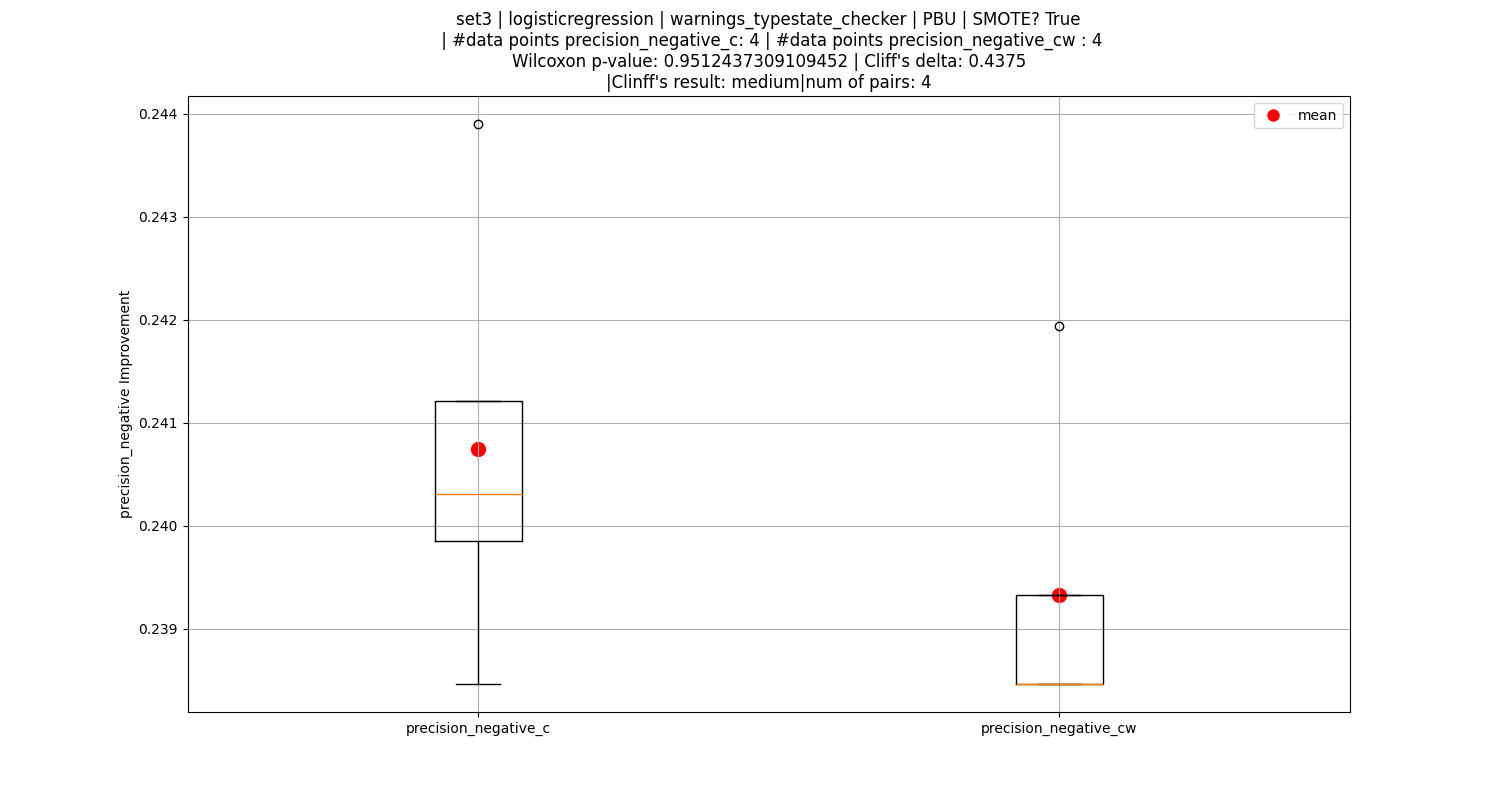 set3 | logisticregression | warnings_typestate_checker | PBU | SMOTE? True
| #data points precision_negative_c: 4 | #data points precision_negative_cw : 4
Wilcoxon p-value: 0.9512437309109452 | Cliff's delta: 0.4375
|Clinff's result: medium|num of pairs: 4
mean
0.244
0.243
0.242
0.241
0.240
0.239
precision_negative Improvement
precision_negative_c
precision_negative_cw